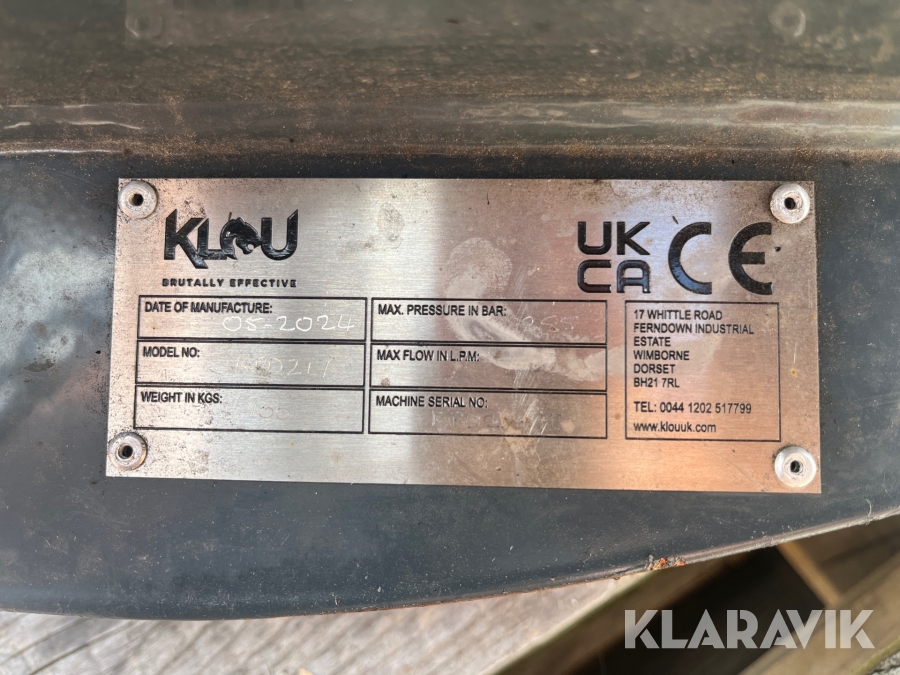 KLOU
BRUTALLY EFFECTIVE
UK
CA CE
DATE OF MANUFACTURE: 05-2024
MODEL NO:
WEIGHT IN KGS:
MAX. PRESSURE IN BAR:
MAX FLOW IN L.P.M:
MACHINE SERIAL NO:
17 WHITTLE ROAD
FERNDOWN INDUSTRIAL
ESTATE
WIMBORNE
DORSET
BH21 7RL
TEL: 0044 1202 517799
www.klouuk.com
KLARAVIK